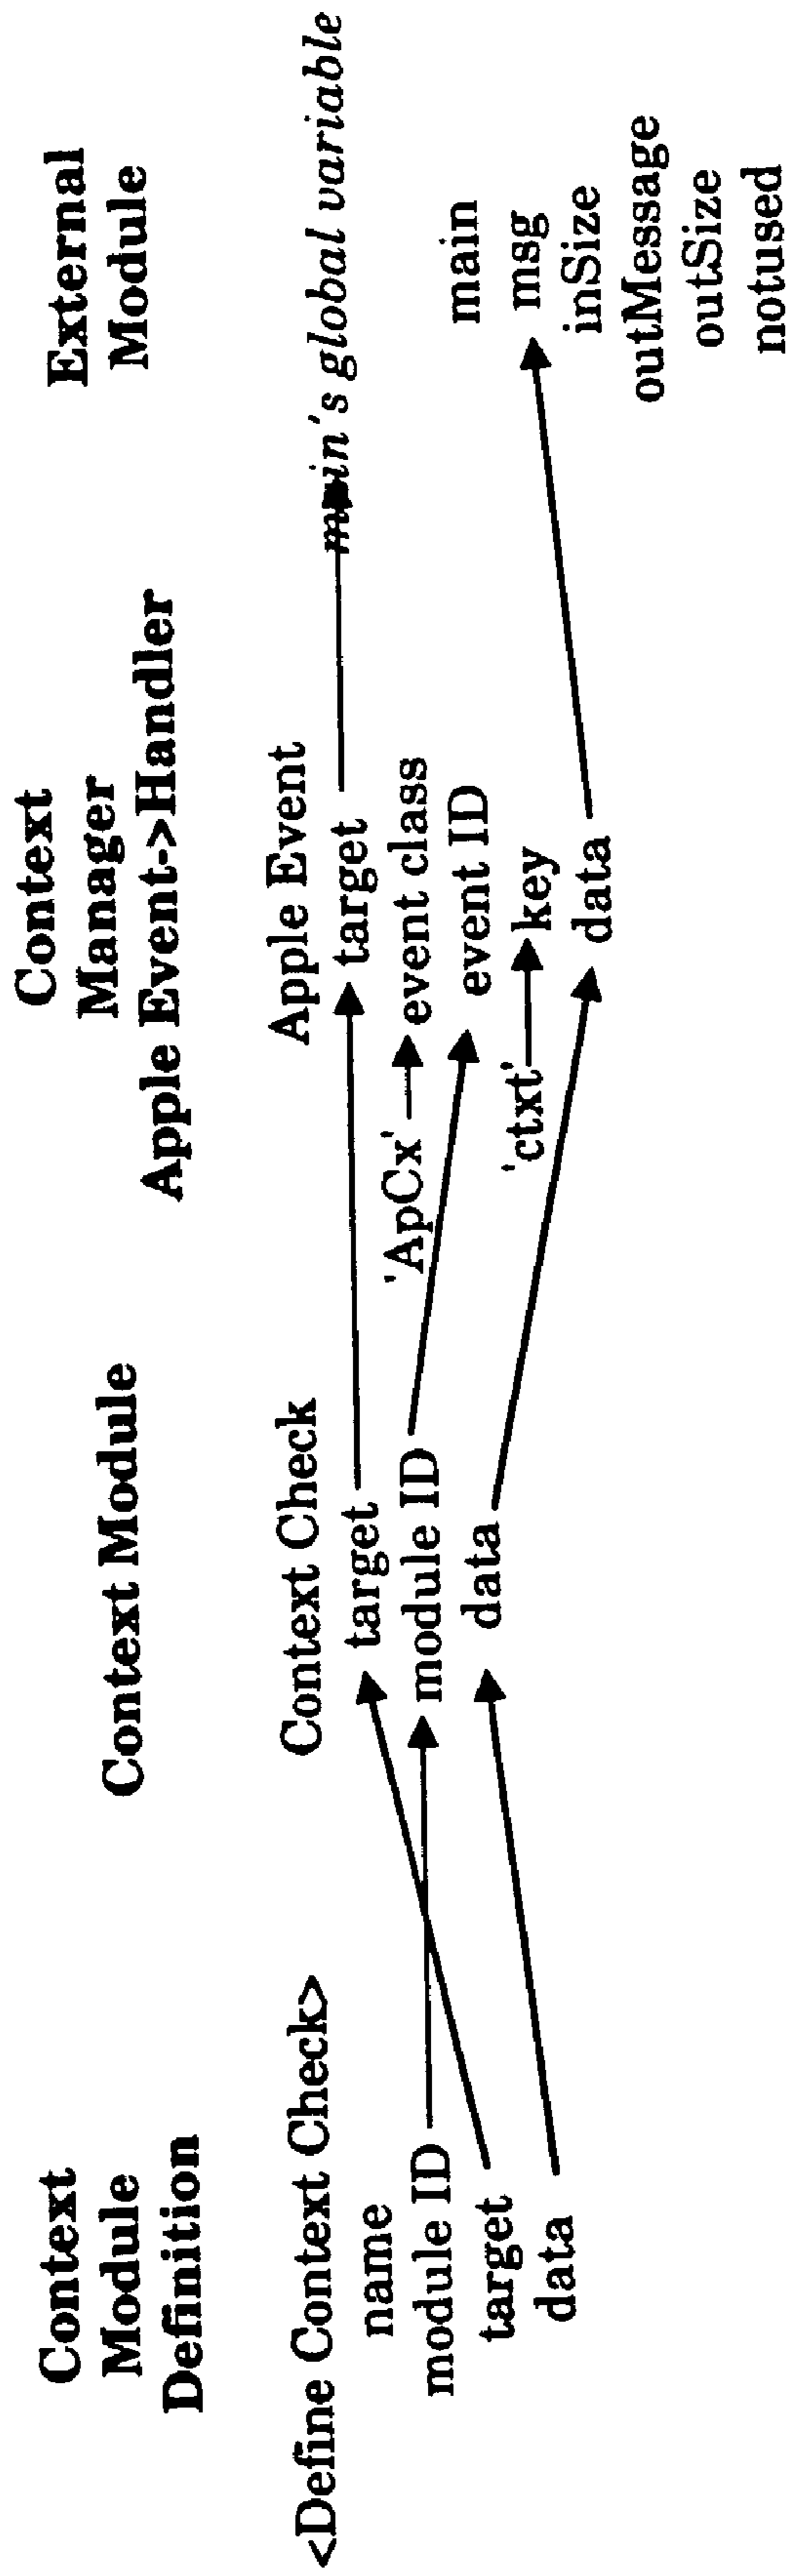 Context
Module
Definition
<Define Context Check>
name
module ID
target
data
Context Module
Context Check
target
module ID
data
Context
Manager
Apple Event->Handler
Apple Event
target
'ApCx'
event class
event ID
'ctxt'
key
data
External
Module
main's global variable
main
msg
inSize
outMessage
outSize
notused